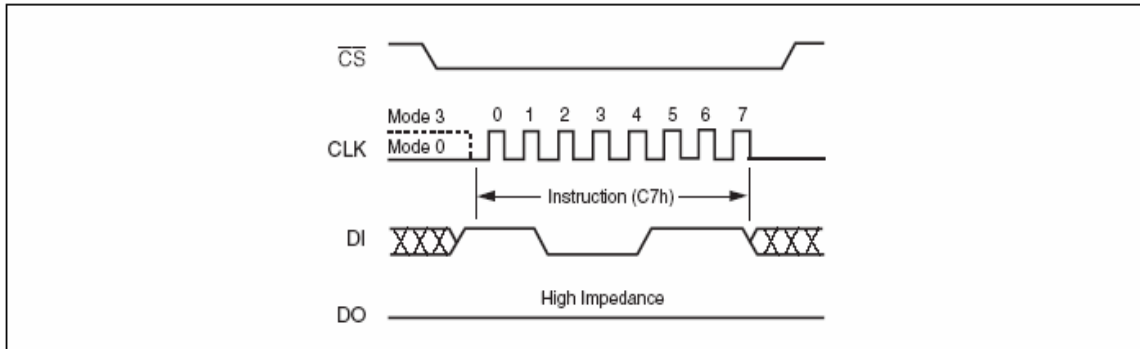 CS
Mode 3
0 1 2 3 4 5 6 7
CLK
Mode 0
Instruction (C7h)
DI
High Impedance
DO